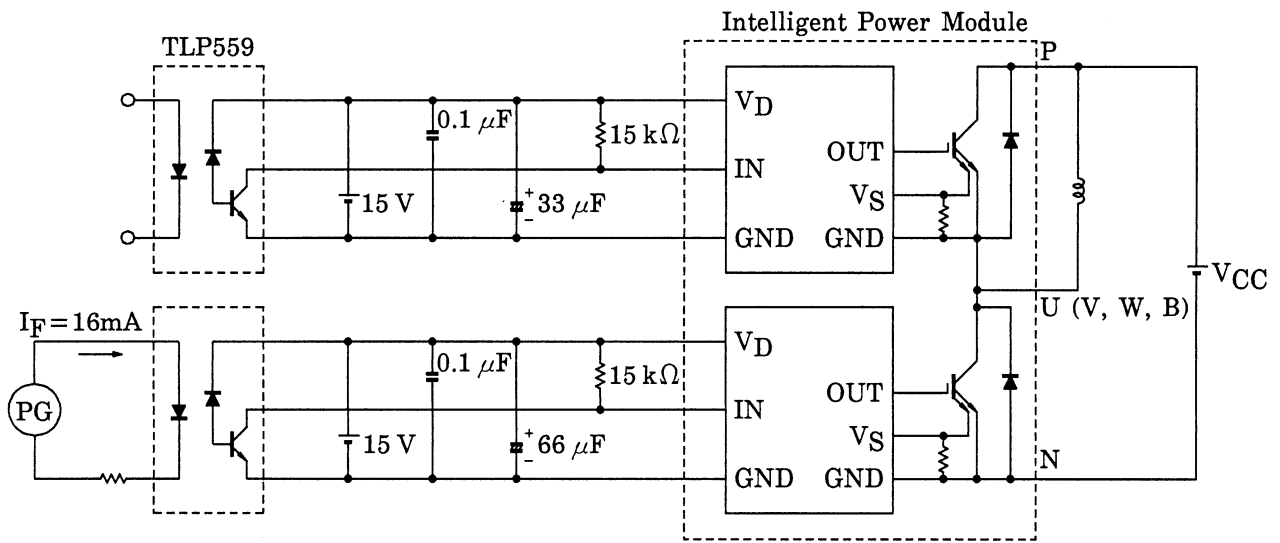 Intelligent Power Module
TLP559
P
V_D
0.1 μF
15 kΩ
OUT
IN
V_S
15 V
+
33 μF
-
GND
GND
V_CC
U (V, W, B)
I_F = 16mA
V_D
0.1 μF
15 kΩ
OUT
PG
IN
V_S
15 V
+
66 μF
-
N
GND
GND